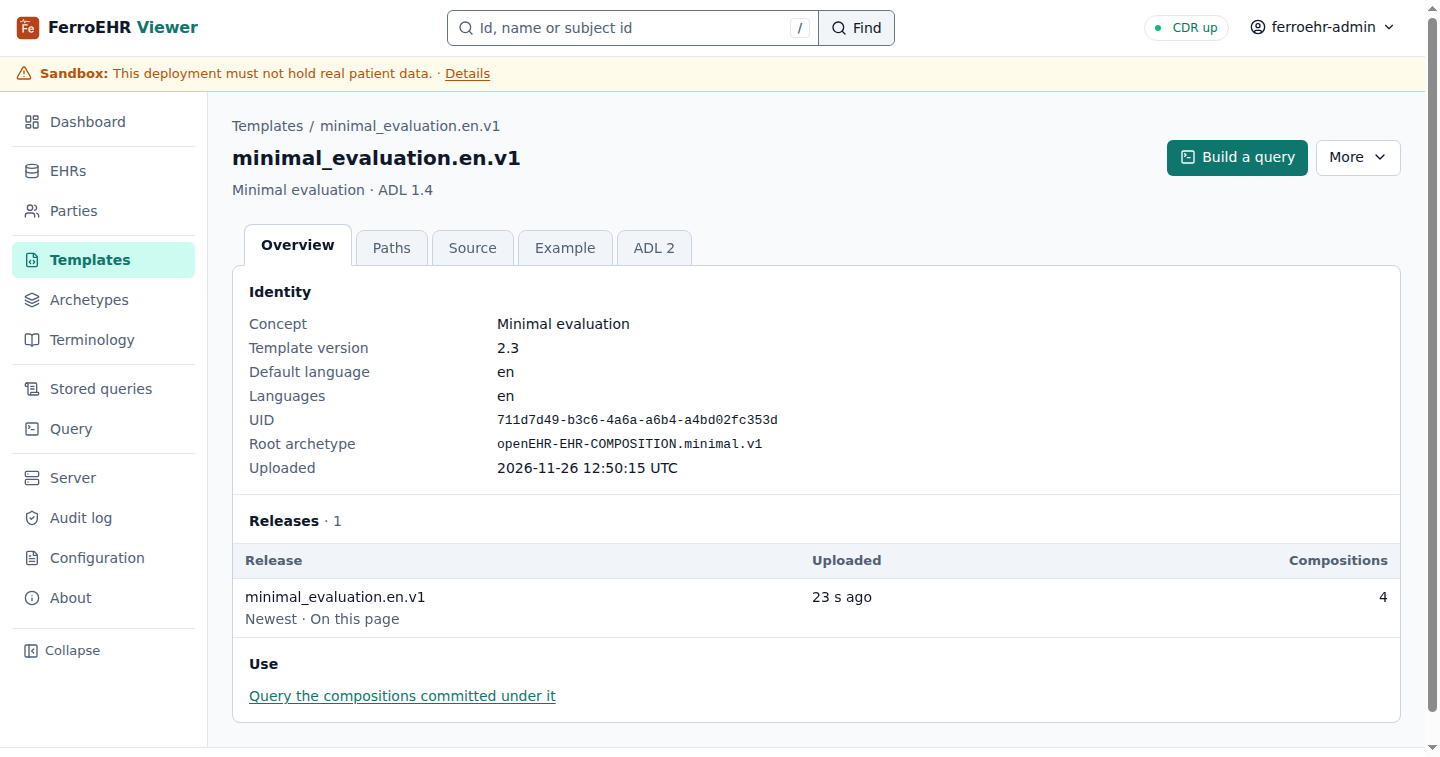 Fe FerroEHR Viewer
Id, name or subject id / Find
CDR up
ferroehr-admin
Sandbox: This deployment must not hold real patient data. · Details
Dashboard
EHRs
Parties
Templates
Archetypes
Terminology
Stored queries
Query
Server
Audit log
Configuration
About
Collapse
Templates / minimal_evaluation.en.v1
minimal_evaluation.en.v1
Build a query
More
Minimal evaluation · ADL 1.4
Overview Paths Source Example ADL 2
Identity
Concept Minimal evaluation
Template version 2.3
Default language en
Languages en
UID 711d7d49-b3c6-4a6a-a6b4-a4bd02fc353d
Root archetype openEHR-EHR-COMPOSITION.minimal.v1
Uploaded 2026-11-26 12:50:15 UTC
Releases · 1
Release Uploaded Compositions
minimal_evaluation.en.v1 23 s ago 4
Newest · On this page
Use
Query the compositions committed under it